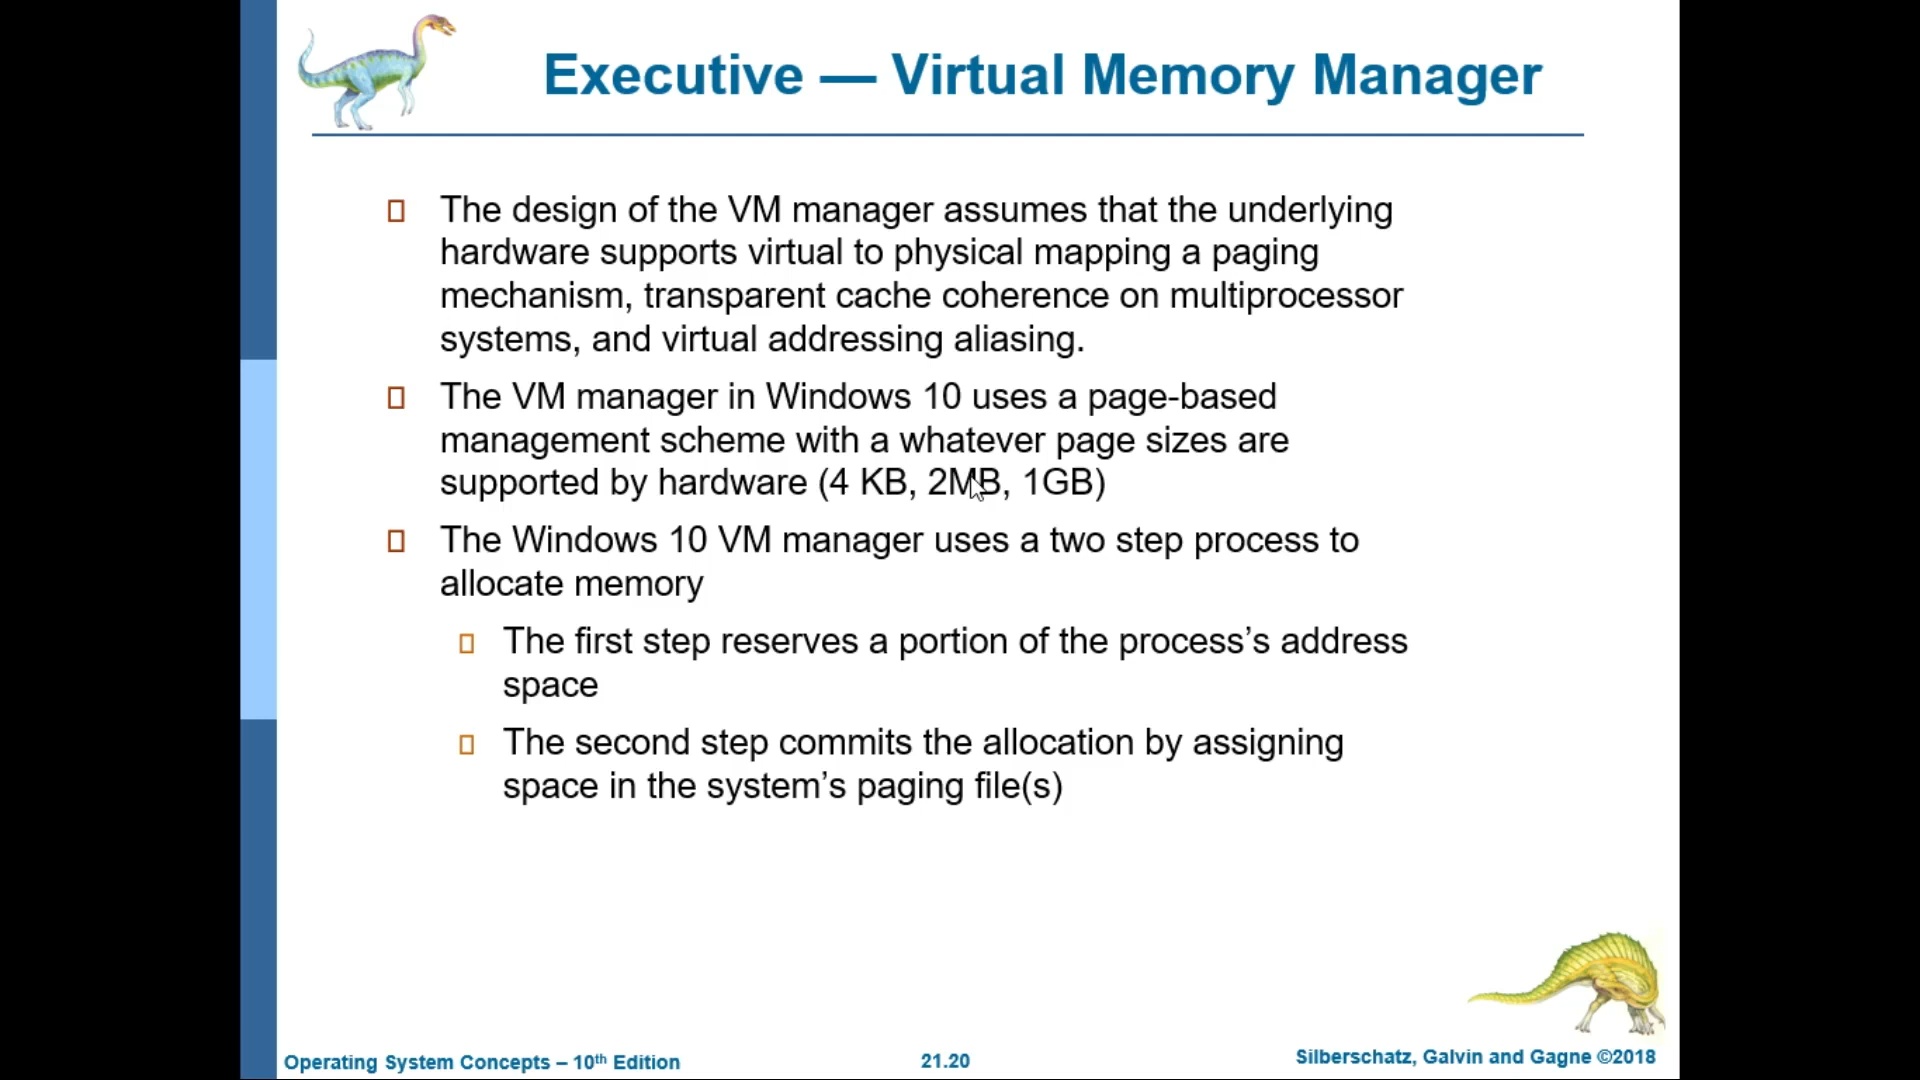 Executive — Virtual Memory Manager
The design of the VM manager assumes that the underlying
hardware supports virtual to physical mapping a paging
mechanism, transparent cache coherence on multiprocessor
systems, and virtual addressing aliasing.
The VM manager in Windows 10 uses a page-based
management scheme with a whatever page sizes are
supported by hardware (4 KB, 2MB, 1GB)
The Windows 10 VM manager uses a two step process to
allocate memory
The first step reserves a portion of the process’s address
space
The second step commits the allocation by assigning
space in the system’s paging file(s)
Operating System Concepts – 10th Edition
21.20
Silberschatz, Galvin and Gagne ©2018